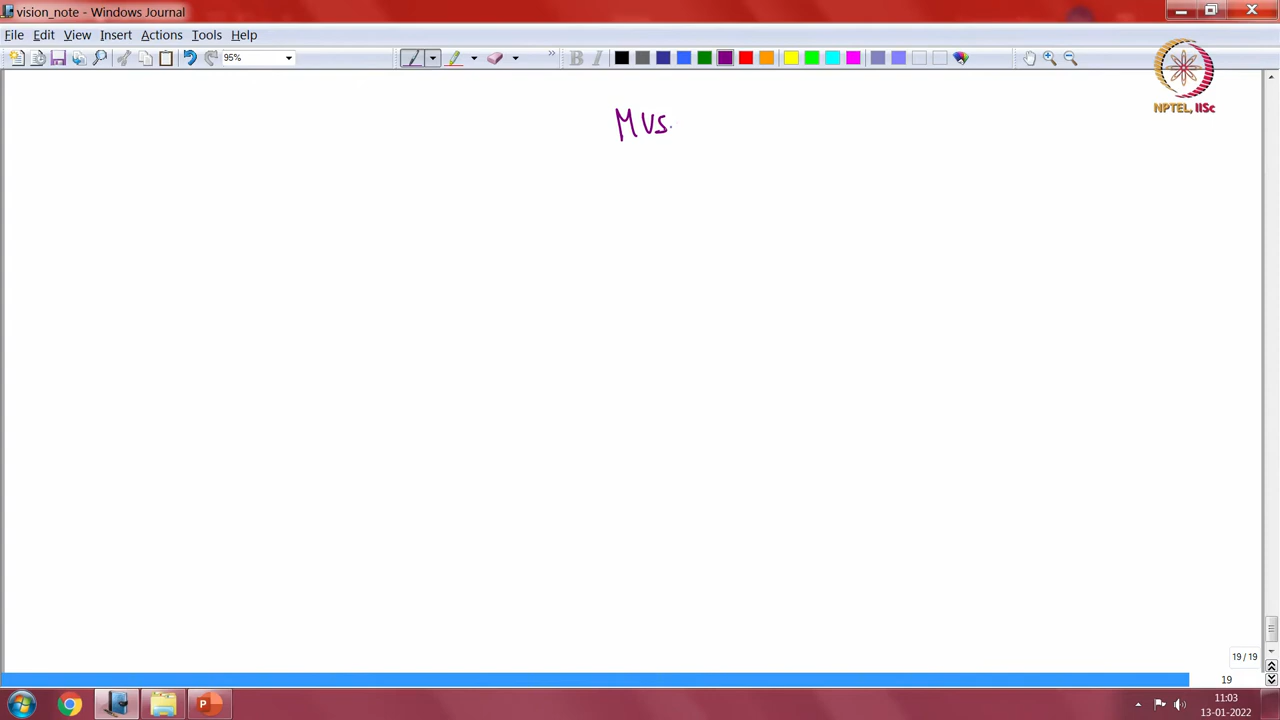 vision_note - Windows Journal
File Edit View Insert Actions Tools Help
95%
NPTEL, IISc
M vs.
19 / 19
19
11:03
13-01-2022